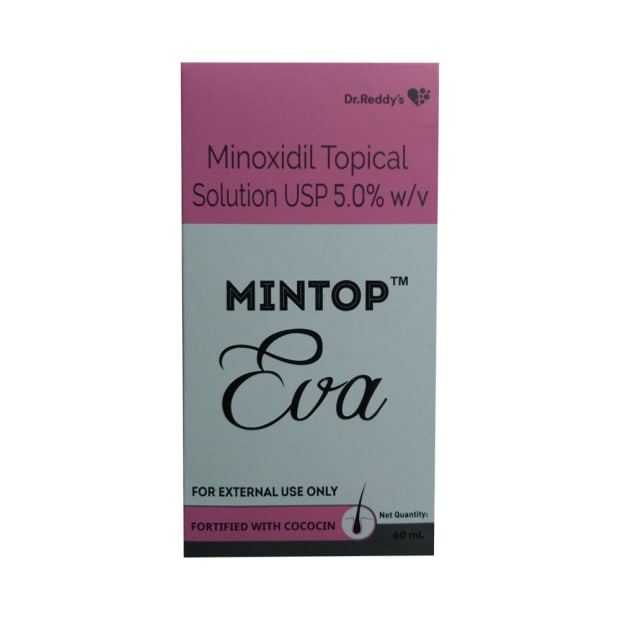 Dr.Reddy's
Minoxidil Topical
Solution USP 5.0% w/v
MINTOP™
Eva
FOR EXTERNAL USE ONLY
FORTIFIED WITH COCOCIN
Net Quantity:
60 mL